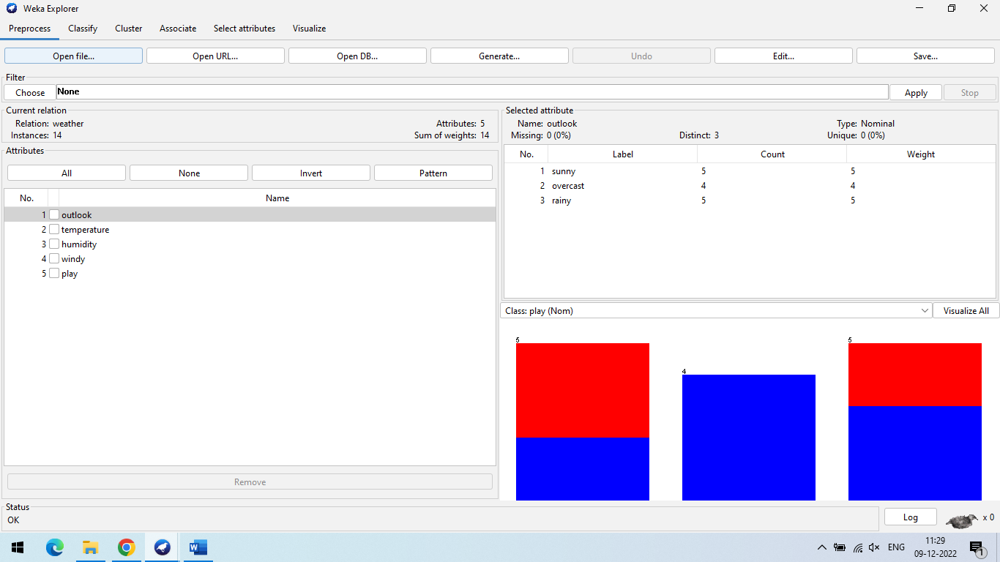 Weka Explorer
Preprocess Classify Cluster Associate Select attributes Visualize
Open file... Open URL... Open DB... Generate... Undo Edit... Save...
Filter
Choose None Apply Stop
Current relation
Relation: weather Attributes: 5
Instances: 14 Sum of weights: 14
Attributes
All None Invert Pattern
No. Name
1 outlook
2 temperature
3 humidity
4 windy
5 play
Remove
Selected attribute
Name: outlook Type: Nominal
Missing: 0 (0%) Distinct: 3 Unique: 0 (0%)
No. Label Count Weight
1 sunny 5 5
2 overcast 4 4
3 rainy 5 5
Class: play (Nom) Visualize All
5 4 5
Status
OK
Log x 0
ENG 11:29
09-12-2022
1